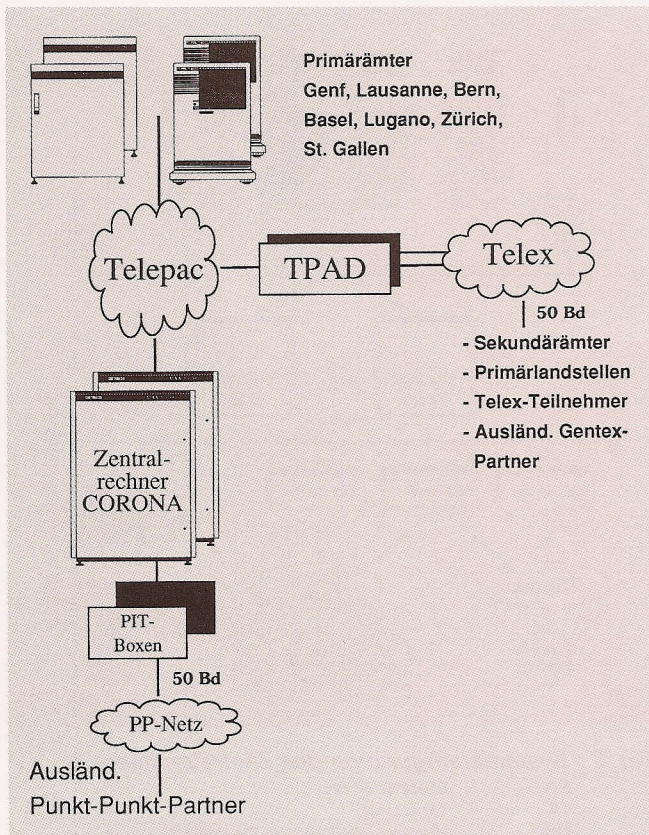 Primärämter
Genf, Lausanne, Bern,
Basel, Lugano, Zürich,
St. Gallen
Telepac
TPAD
Telex
50 Bd
- Sekundärämter
- Primärlandstellen
- Telex-Teilnehmer
- Ausländ. Gentex-
Partner
Zentral-
rechner
CORONA
PIT-
Boxen
50 Bd
PP-Netz
Ausländ.
Punkt-Punkt-Partner